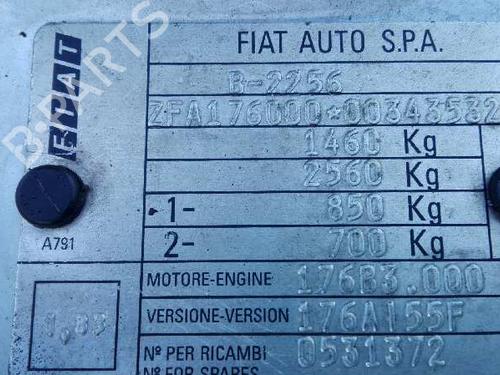 FIAT AUTO S.P.A.
FIAT
B-PARTS
B-2256
ZFA176000*00343532
1460 Kg
2560 Kg
1- 850 Kg
2- 700 Kg
A791
MOTORE-ENGINE 176B3.000
VERSIONE-VERSION 176A155F
Nº PER RICAMBI 0531372
Nº FOR SPARES